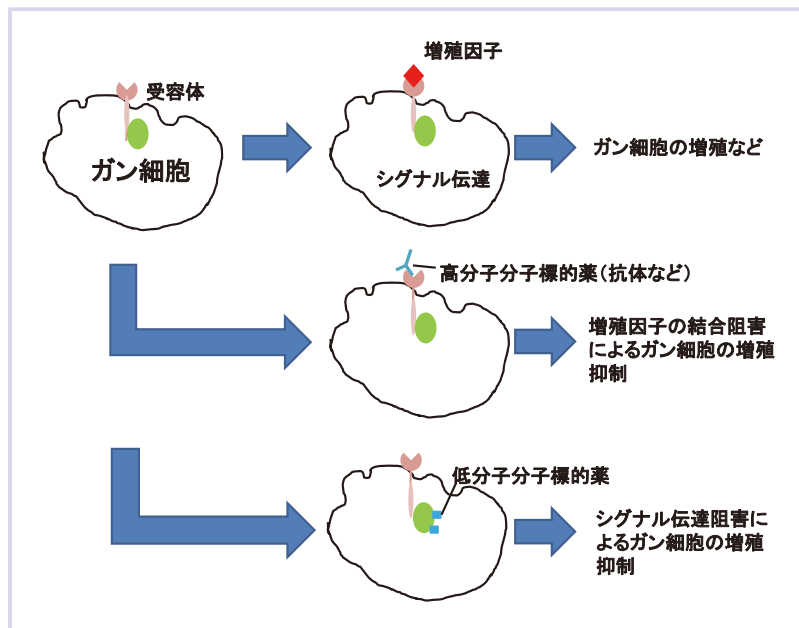 増殖因子
受容体
ガン細胞
シグナル伝達
ガン細胞の増殖など
高分子分子標的薬（抗体など）
増殖因子の結合阻害
によるガン細胞の増殖
抑制
低分子分子標的薬
シグナル伝達阻害に
よるガン細胞の増殖
抑制